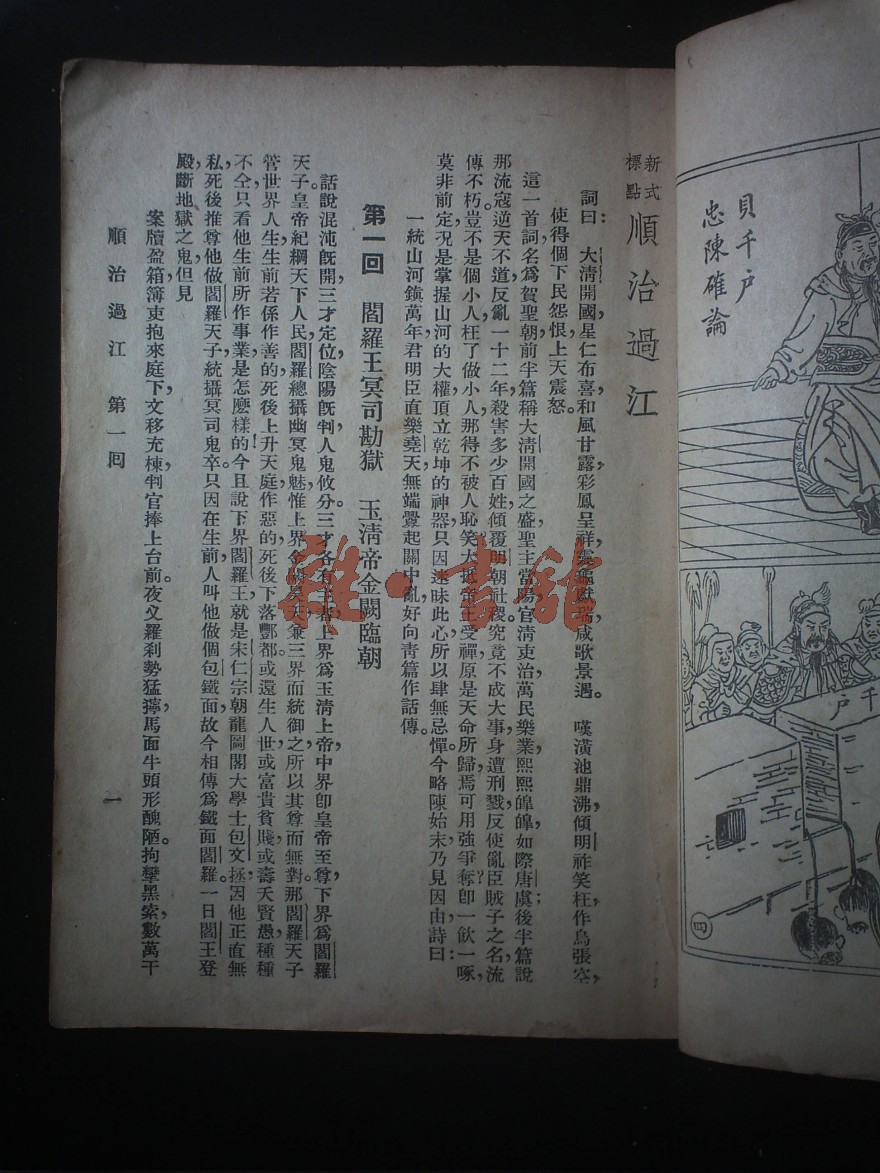 貝千戶
忠陳確論
千戶
四
新式標點 順治過江
詞曰：大清開國星仁布喜和風甘露，彩鳳呈祥，靈龜獻瑞，咸歌景遇。 嘆潢池鼎沸，傾明祚，笑枉作烏張空，
使得個下民怨恨，上天震怒。
這一首詞，名爲賀聖朝，前半篇稱大清開國之盛，聖主當陽，官清吏治，萬民樂業，熙熙皥皥，如際唐虞；後半篇說
那流寇逆天不道，反亂一十二年，殺害多少百姓，傾覆明朝社稷，究竟不成大事，身遭刑戮，反使亂臣賊子之名，流
傳不朽。豈不是個小人枉了做小人，那得不被人恥笑？大抵帝王受禪，原是天命所歸，焉可用強爭奪？卽一飲一啄，
莫非前定，况是掌握山河的大權，頂立乾坤的神器？只因迷昧此心，所以肆無忌憚。今略陳始末，乃見因由，詩曰：
一統山河鎮萬年，君明臣直樂堯天，無端釁起關中亂，好向青篇作話傳。
第一回 閻羅王冥司勘獄 玉清帝金闕臨朝
話說混沌旣開，三才定位，陰陽旣判，人鬼攸分。三才各有主者，上界爲玉清上帝，中界卽皇帝至尊，下界爲閻羅
天子。皇帝紀綱天下人民，閻羅總攝幽冥鬼魅，惟上界金闕昊天，兼三界而統御之，所以其尊而無對。那閻羅天子
管世界人生，生前若係作善的，死後上升天庭，作惡的，死後下落酆都，或還生人世，或富貴貧賤，或壽夭賢愚，種種
不仝，只看他生前所作事業，是怎麽樣的！今且說下界閻羅王，就是宋仁宗朝龍圖閣大學士包文拯，因他正直無
私，死後推尊他做閻羅天子，統攝冥司鬼卒。只因在生前，人叫他做個包鐵面，故今相傳爲鐵面閻羅。一日閻王登
殿，斷地獄之鬼，但見
案牘盈箱，簿吏抱來庭下，文移充棟，判官捧上台前。夜叉羅刹勢猛獰，馬面牛頭形醜陋。拘攣黑索，數萬千
順治過江 第一回 一
雜·書館